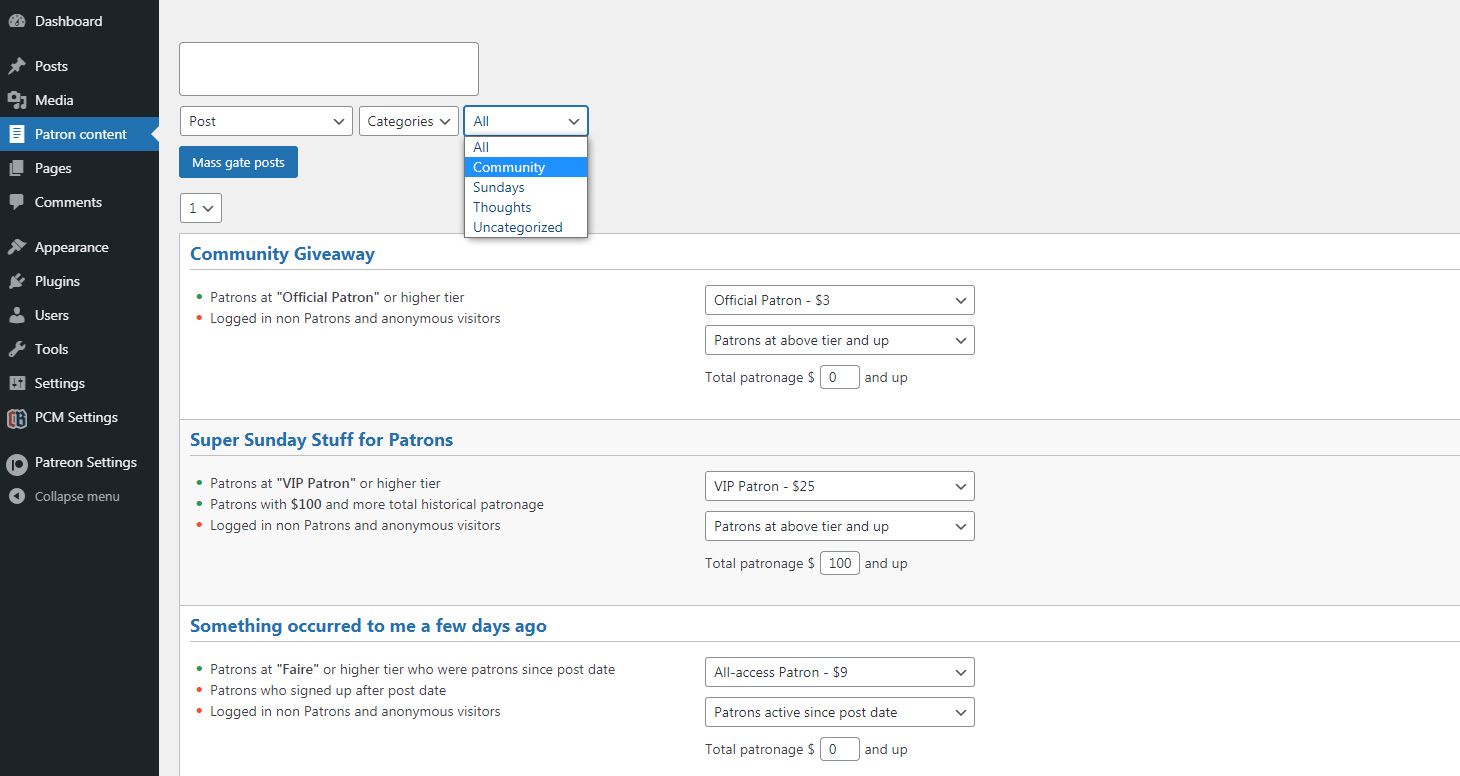 Dashboard
Posts
Media
Patron content
Pages
Comments
Appearance
Plugins
Users
Tools
Settings
PCM Settings
Patreon Settings
Collapse menu
Post
Categories
All
All
Community
Sundays
Thoughts
Uncategorized
Mass gate posts
1
Community Giveaway
Patrons at "Official Patron" or higher tier
Logged in non Patrons and anonymous visitors
Official Patron - $3
Patrons at above tier and up
Total patronage $ 0 and up
Super Sunday Stuff for Patrons
Patrons at "VIP Patron" or higher tier
Patrons with $100 and more total historical patronage
Logged in non Patrons and anonymous visitors
VIP Patron - $25
Patrons at above tier and up
Total patronage $ 100 and up
Something occurred to me a few days ago
Patrons at "Faire" or higher tier who were patrons since post date
Patrons who signed up after post date
Logged in non Patrons and anonymous visitors
All-access Patron - $9
Patrons active since post date
Total patronage $ 0 and up